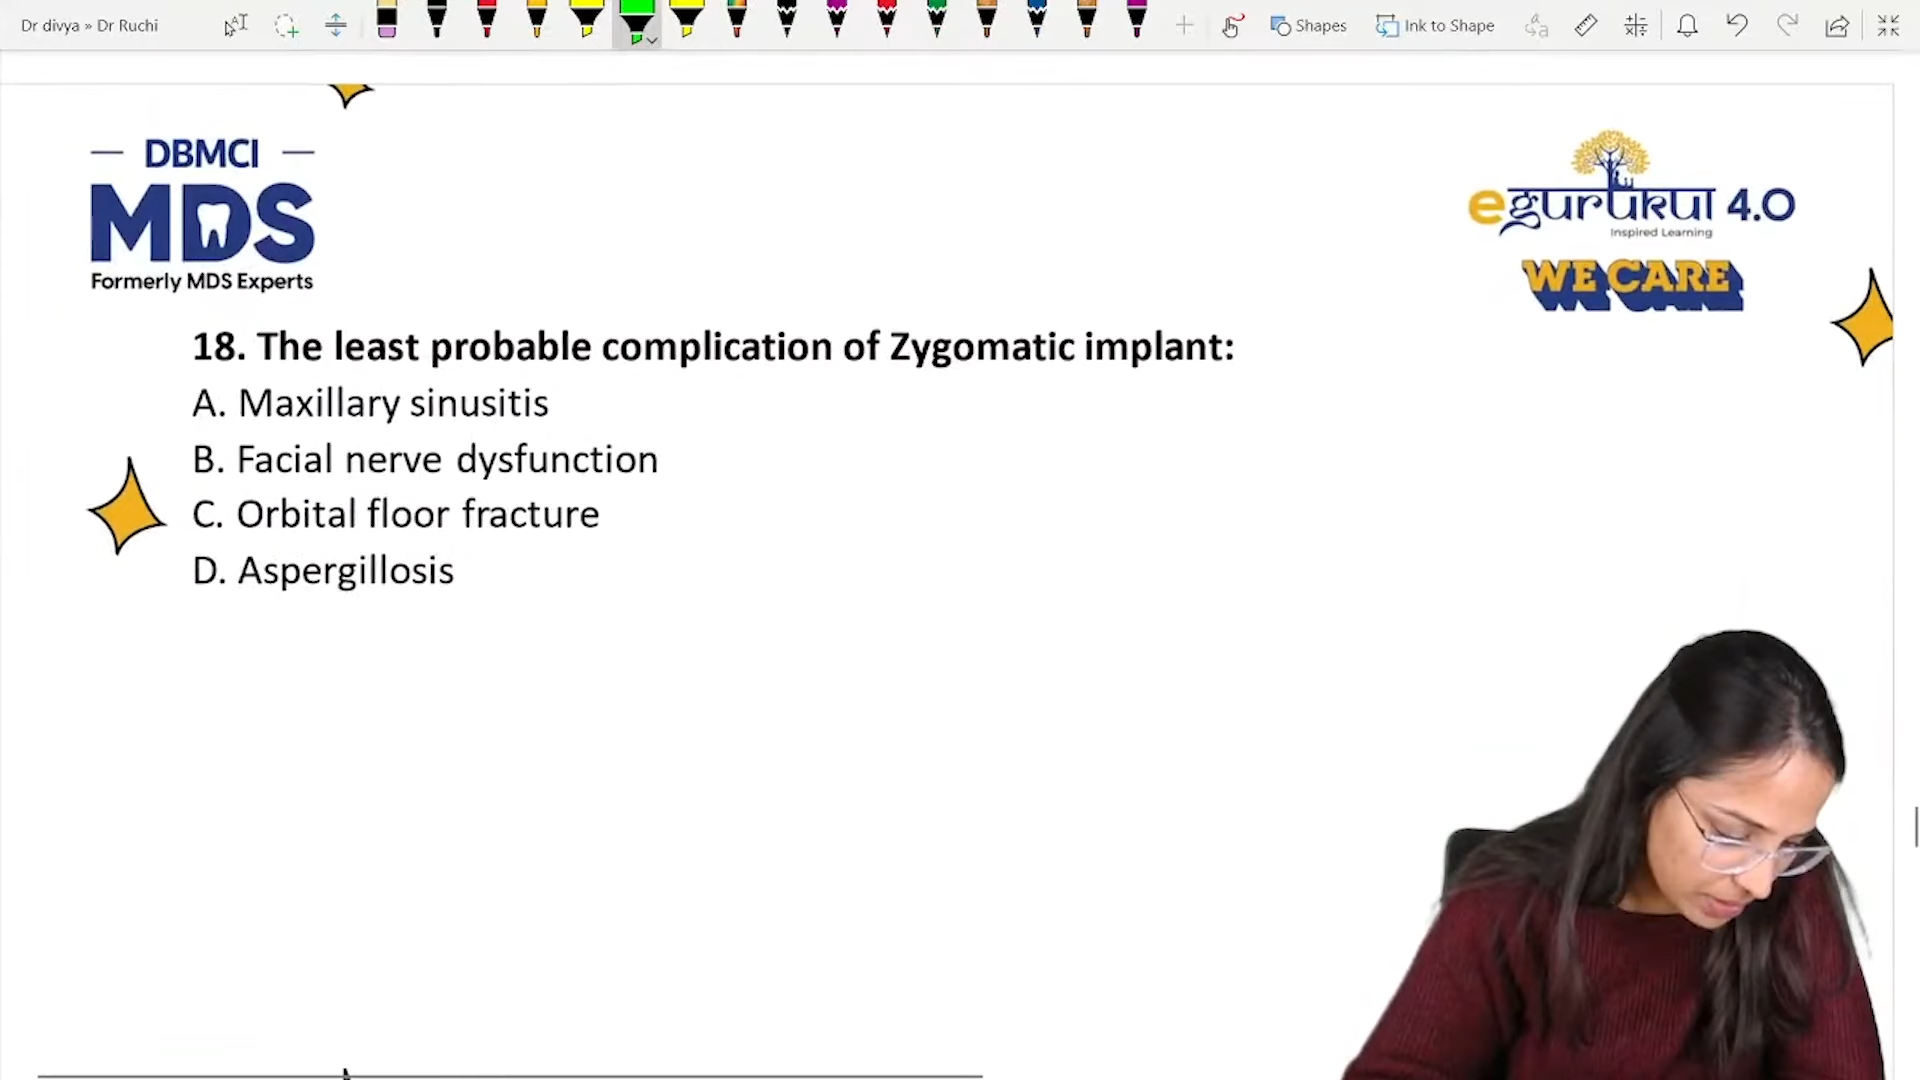 Dr divya » Dr Ruchi
Shapes
Ink to Shape
DBMCI
MDS
Formerly MDS Experts
egurukul 4.0
Inspired Learning
WE CARE
18. The least probable complication of Zygomatic implant:
A. Maxillary sinusitis
B. Facial nerve dysfunction
C. Orbital floor fracture
D. Aspergillosis